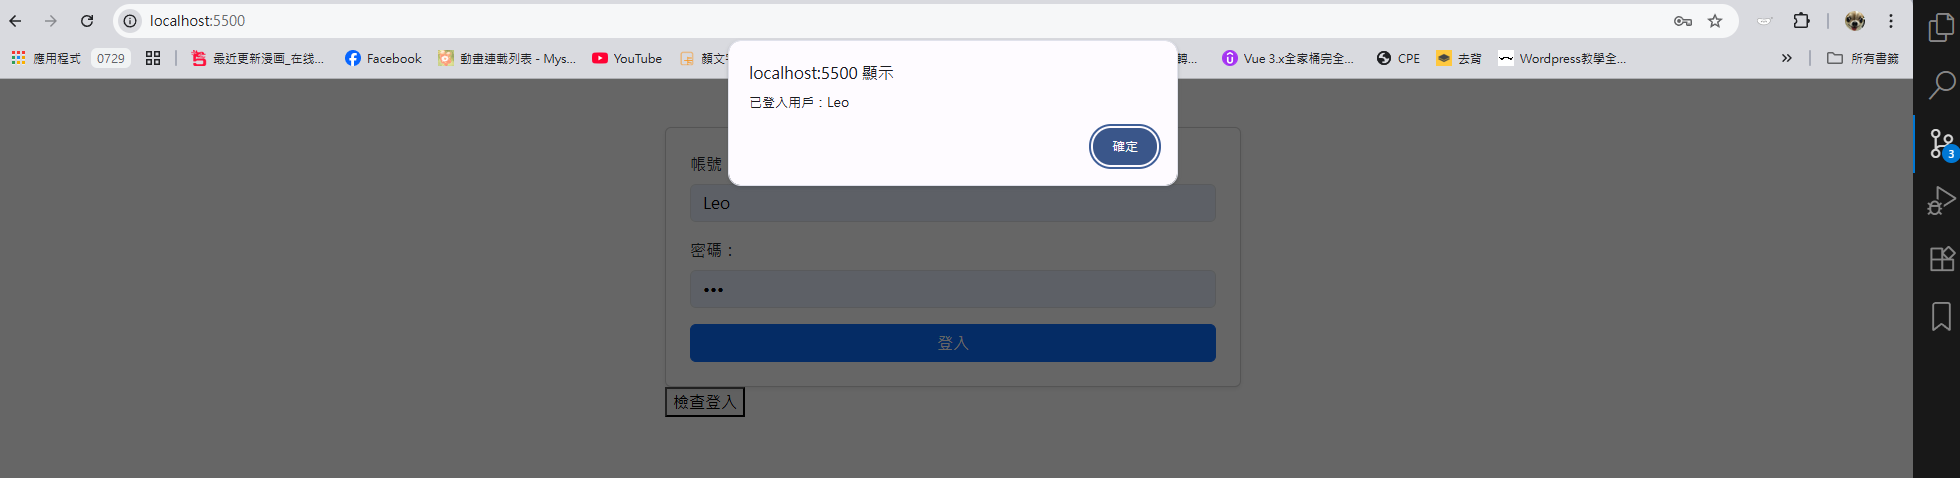 localhost:5500
應用程式
0729
最近更新漫画_在线...
Facebook
動畫連載列表 - Mys...
YouTube
顏文
轉...
Vue 3.x全家桶完全...
CPE
去背
Wordpress教學全...
所有書籤
localhost:5500 顯示
已登入用戶：Leo
確定
帳號
Leo
密碼：
登入
檢查登入
3